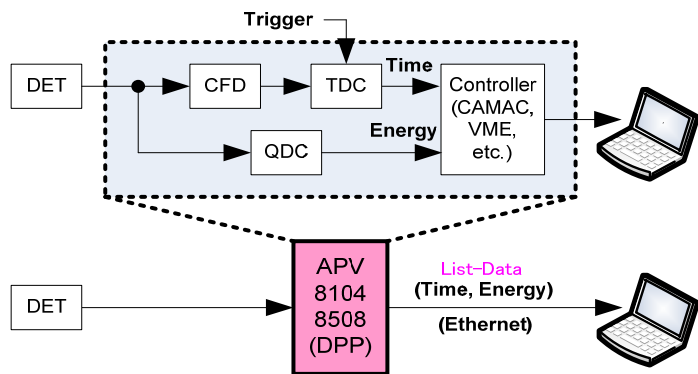 Trigger
DET
CFD
TDC
Time
Controller
(CAMAC,
VME,
etc.)
Energy
QDC
APV
8104
8508
(DPP)
DET
List-Data
(Time, Energy)
(Ethernet)